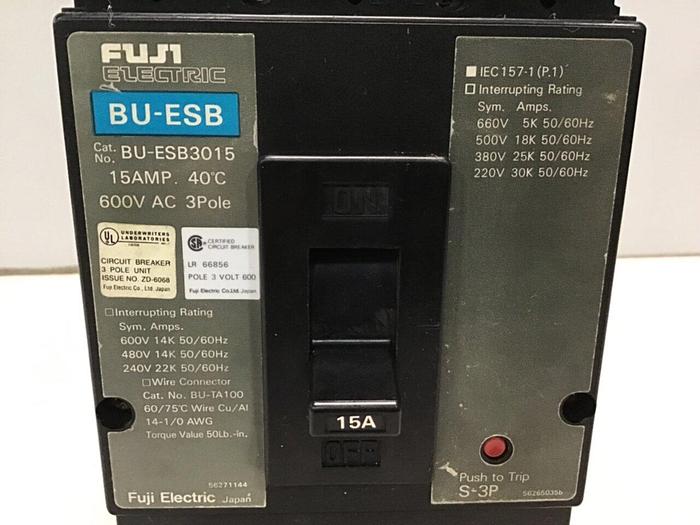 FUJI
ELECTRIC
BU-ESB
Cat. No. BU-ESB3015
15AMP. 40°C
600V AC 3Pole
UL UNDERWRITERS
LABORATORIES
CIRCUIT BREAKER
3 POLE UNIT
ISSUE NO. ZD-6068
Fuji Electric Co., Ltd. Japan
SA CERTIFIED
CIRCUIT BREAKER
LR 66856
POLE 3 VOLT 600
Fuji Electric Co.Ltd. Japan
□Interrupting Rating
Sym. Amps.
600V 14K 50/60Hz
480V 14K 50/60Hz
240V 22K 50/60Hz
□Wire Connector
Cat. No. BU-TA100
60/75°C Wire Cu/Al
14-1/0 AWG
Torque Value 50Lb.-in.
56271144
Fuji Electric Japan
ON
15A
OFF
■ IEC157-1(P.1)
□ Interrupting Rating
Sym. Amps.
660V 5K 50/60Hz
500V 18K 50/60Hz
380V 25K 50/60Hz
220V 30K 50/60Hz
Push to Trip
S-3P
56265035b